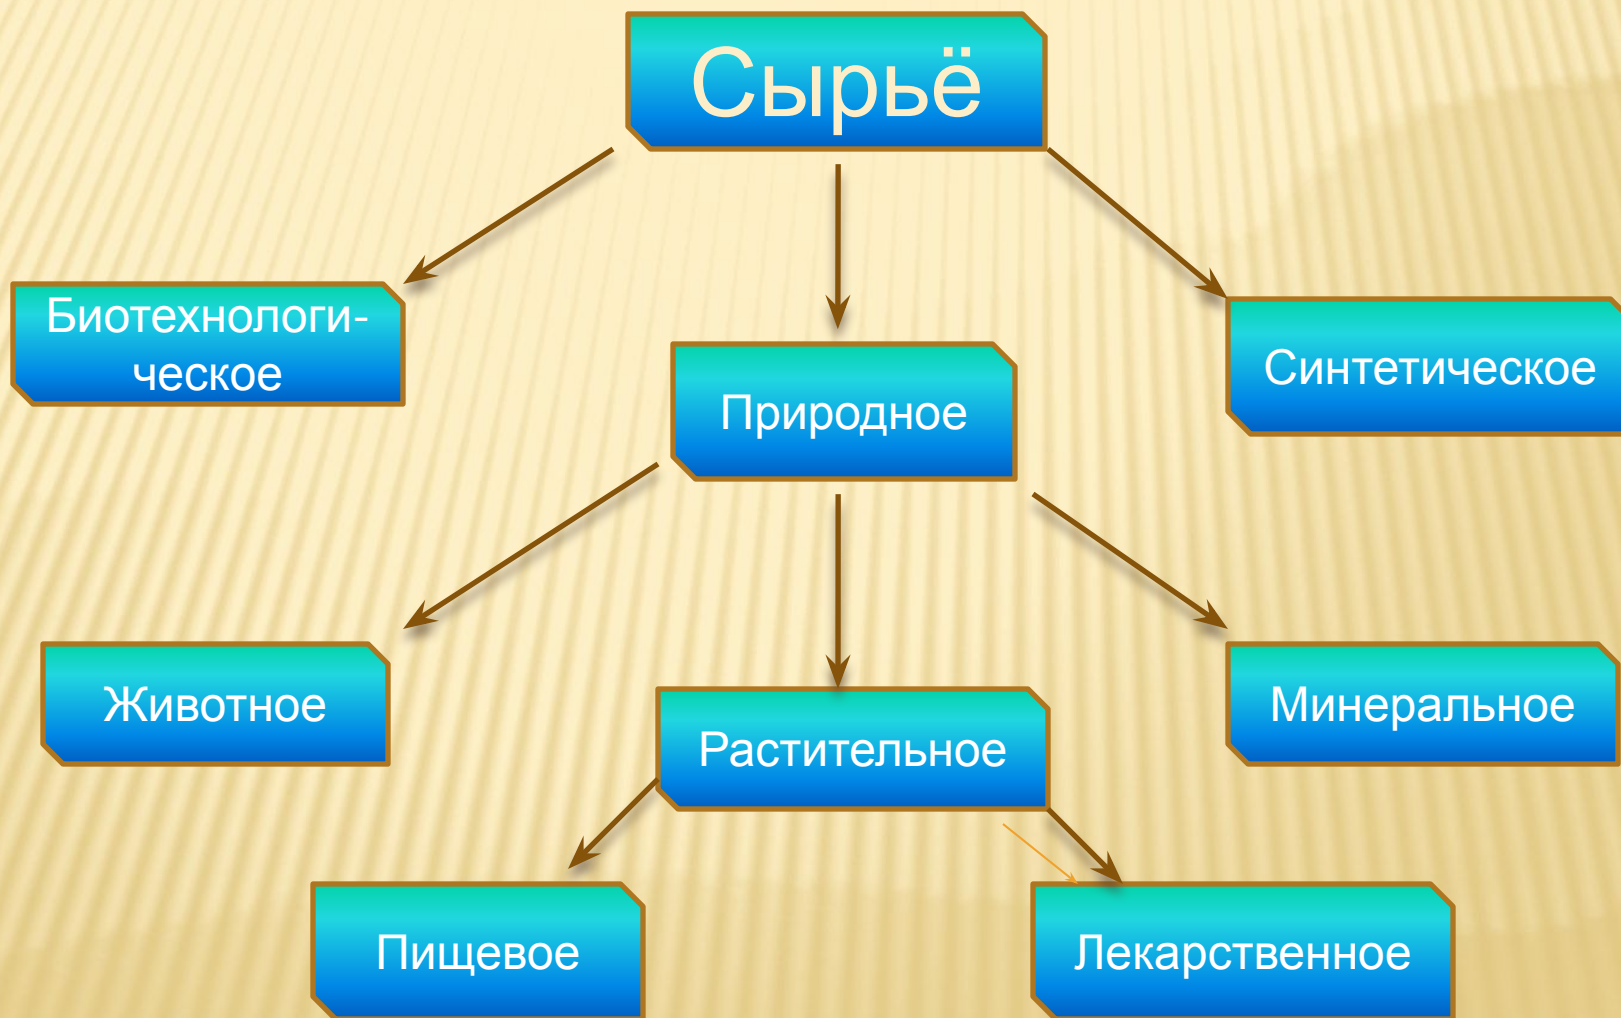 Сырьё
Биотехнологи-
ческое
Природное
Синтетическое
Животное
Растительное
Минеральное
Пищевое
Лекарственное